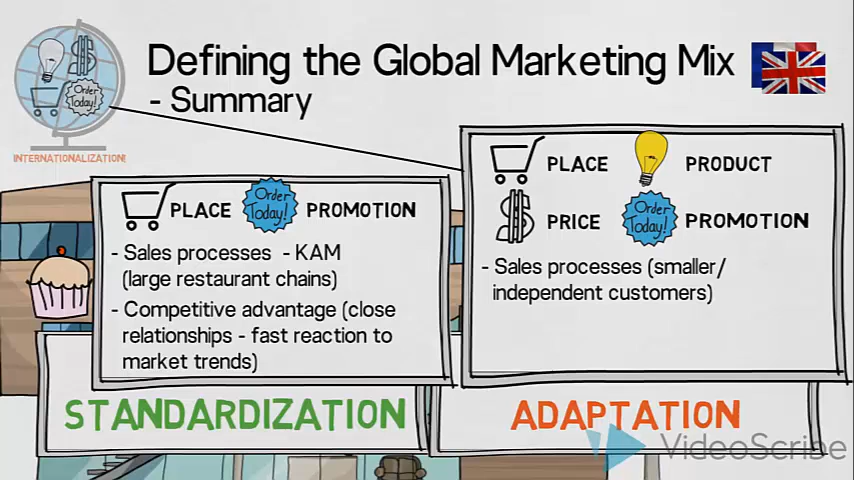 Defining the Global Marketing Mix
- Summary
Order
Today!
INTERNATIONALIZATION!
PLACE
Order
Today!
PROMOTION
- Sales processes - KAM
(large restaurant chains)
- Competitive advantage (close
relationships - fast reaction to
market trends)
STANDARDIZATION
PLACE
PRODUCT
PRICE
Order
Today!
PROMOTION
- Sales processes (smaller/
independent customers)
ADAPTATION
VideoScribe